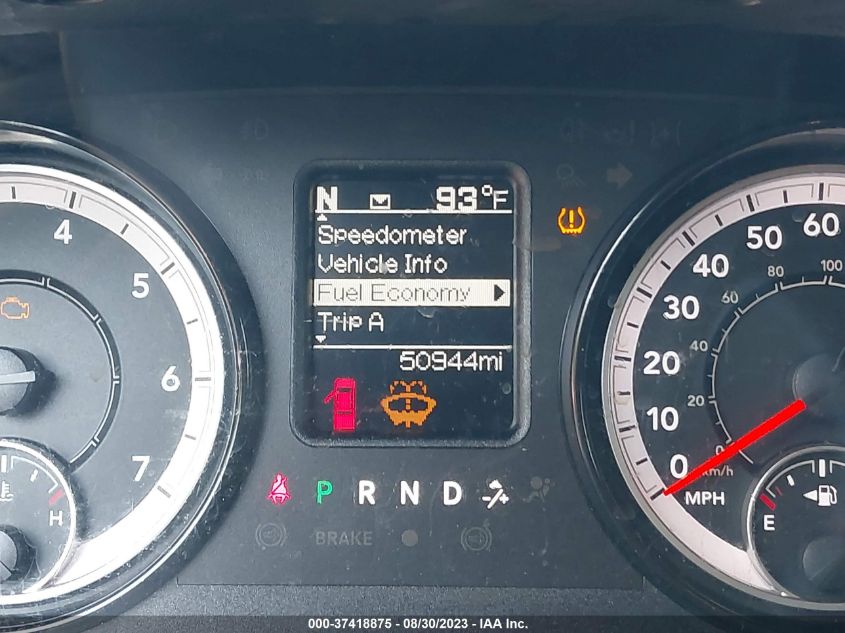 N 93°F
Speedometer
Vehicle Info
Fuel Economy
Trip A
50944mi
P R N D
BRAKE
4
5
6
7
H
60
50
40
30
20
10
0
MPH
100
80
60
40
20
0
km/h
E
000-37418875 - 08/30/2023 - IAA Inc.